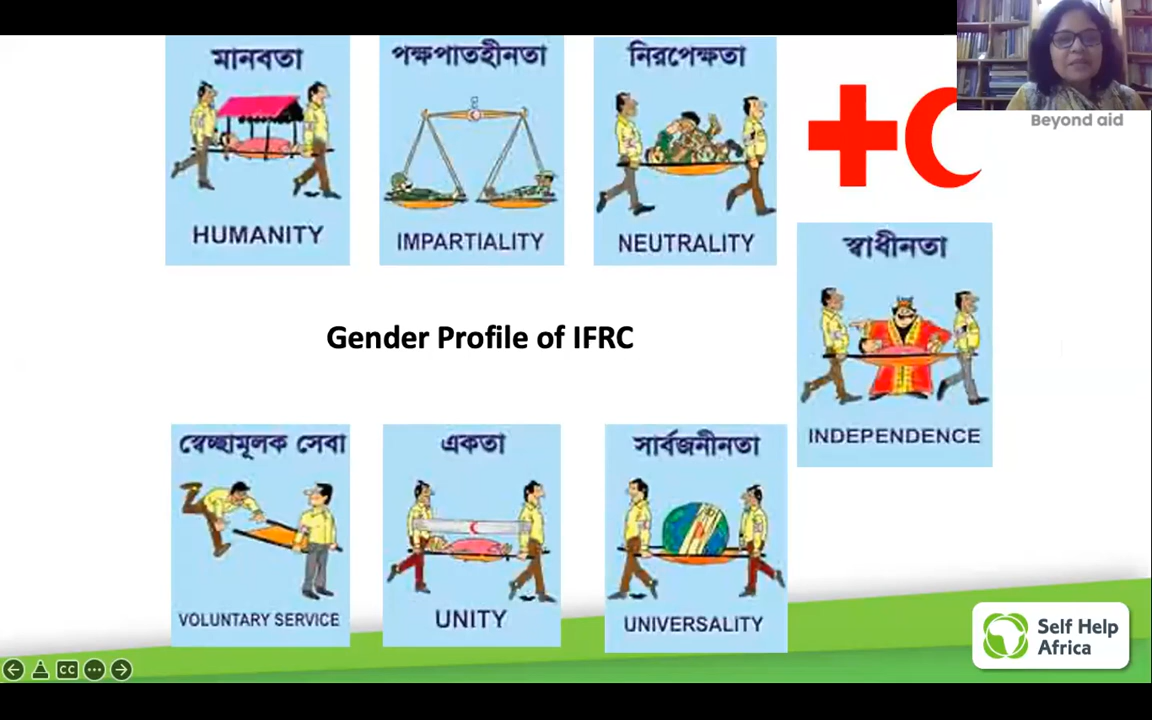 মানবতা
HUMANITY
পক্ষপাতহীনতা
IMPARTIALITY
নিরপেক্ষতা
NEUTRALITY
Beyond aid
স্বাধীনতা
INDEPENDENCE
Gender Profile of IFRC
স্বেচ্ছামূলক সেবা
VOLUNTARY SERVICE
একতা
UNITY
সার্বজনীনতা
UNIVERSALITY
Self Help
Africa
CC